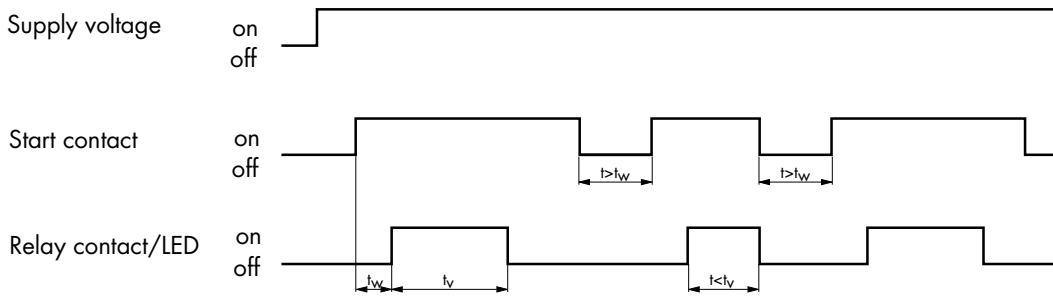 Supply voltage on
off
Start contact on
off
t>tw t>tw
Relay contact/LED on
off
tw tv t<tv